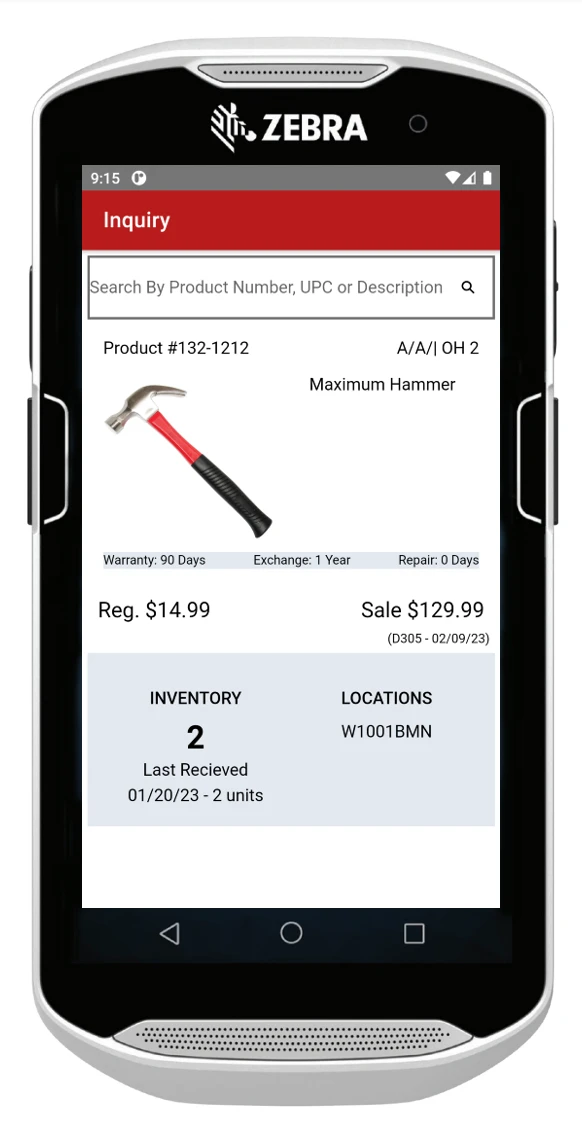 ZEBRA
9:15
Inquiry
Search By Product Number, UPC or Description
Product #132-1212 A/A/| OH 2
Maximum Hammer
Warranty: 90 Days Exchange: 1 Year Repair: 0 Days
Reg. $14.99 Sale $129.99
(D305 - 02/09/23)
INVENTORY LOCATIONS
2 W1001BMN
Last Recieved
01/20/23 - 2 units